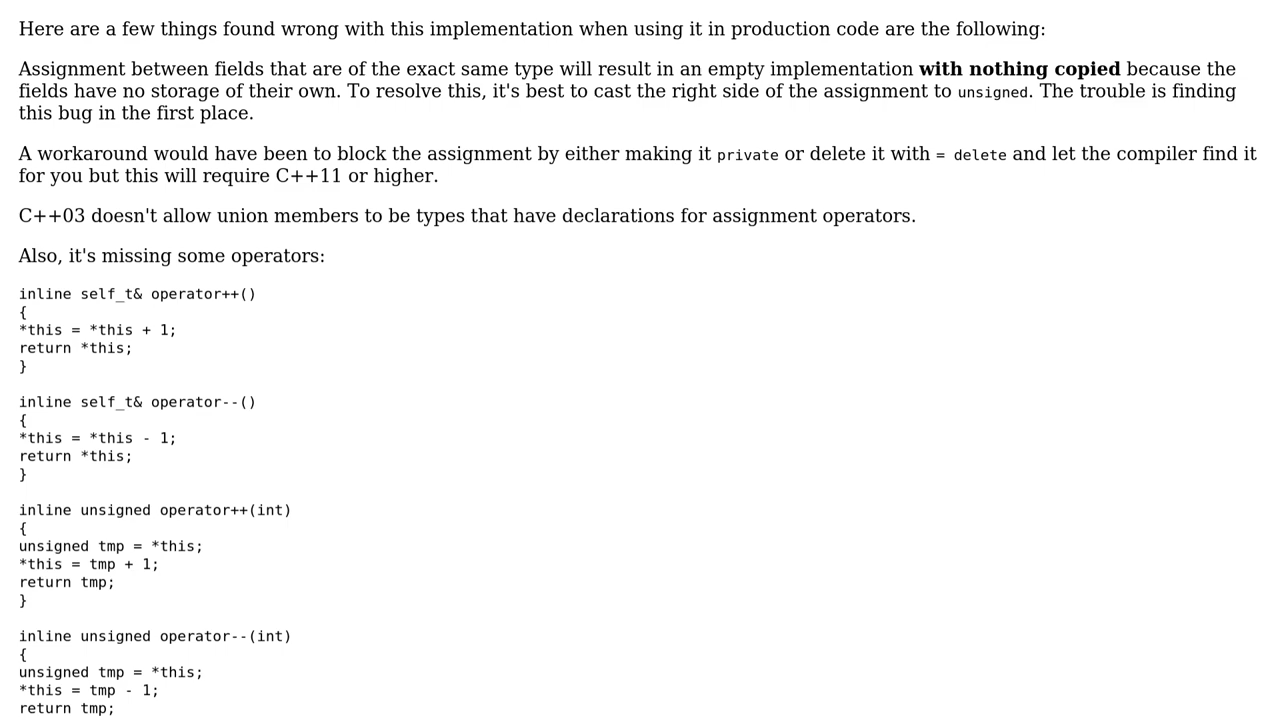 Here are a few things found wrong with this implementation when using it in production code are the following:
Assignment between fields that are of the exact same type will result in an empty implementation with nothing copied because the
fields have no storage of their own. To resolve this, it's best to cast the right side of the assignment to unsigned. The trouble is finding
this bug in the first place.
A workaround would have been to block the assignment by either making it private or delete it with = delete and let the compiler find it
for you but this will require C++11 or higher.
C++03 doesn't allow union members to be types that have declarations for assignment operators.
Also, it's missing some operators:
inline self_t& operator++()
{
*this = *this + 1;
return *this;
}
inline self_t& operator--()
{
*this = *this - 1;
return *this;
}
inline unsigned operator++(int)
{
unsigned tmp = *this;
*this = tmp + 1;
return tmp;
}
inline unsigned operator--(int)
{
unsigned tmp = *this;
*this = tmp - 1;
return tmp;